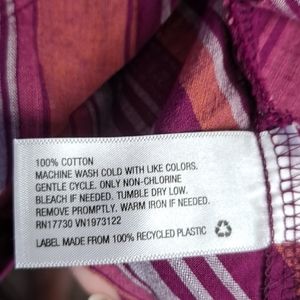 100% COTTON
MACHINE WASH COLD WITH LIKE COLORS.
GENTLE CYCLE. ONLY NON-CHLORINE
BLEACH IF NEEDED. TUMBLE DRY LOW.
REMOVE PROMPTLY. WARM IRON IF NEEDED.
RN17730 VN1973122
LABEL MADE FROM 100% RECYCLED PLASTIC